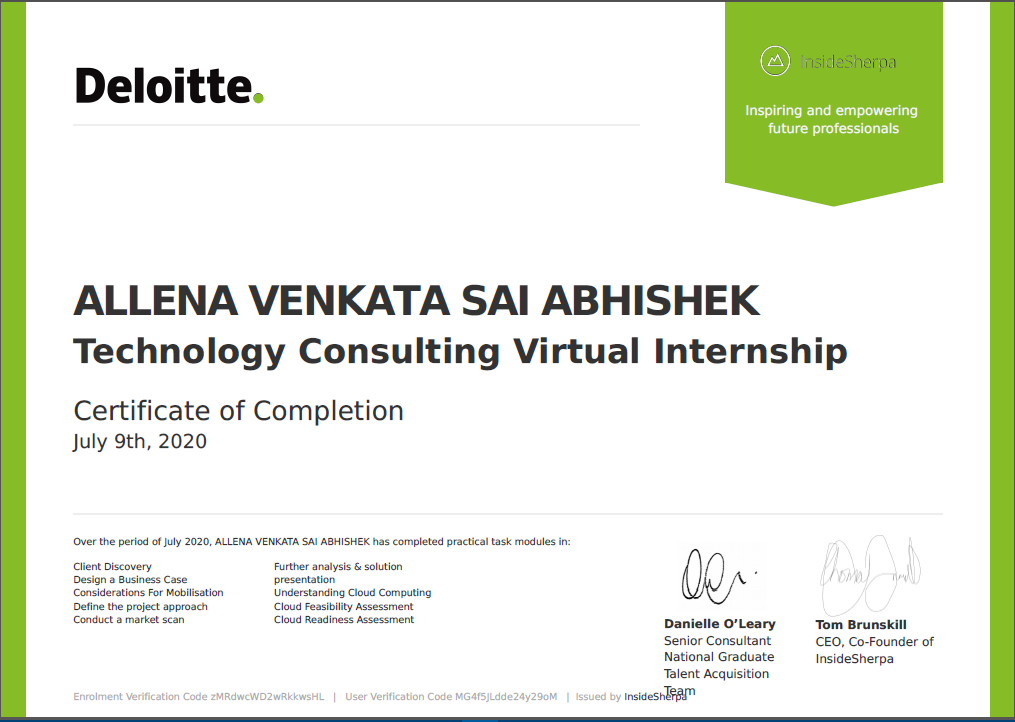 Deloitte.
InsideSherpa
Inspiring and empowering
future professionals
ALLENA VENKATA SAI ABHISHEK
Technology Consulting Virtual Internship
Certificate of Completion
July 9th, 2020
Over the period of July 2020, ALLENA VENKATA SAI ABHISHEK has completed practical task modules in:
Client Discovery
Design a Business Case
Considerations For Mobilisation
Define the project approach
Conduct a market scan
Further analysis & solution
presentation
Understanding Cloud Computing
Cloud Feasibility Assessment
Cloud Readiness Assessment
Danielle O’Leary
Senior Consultant
National Graduate
Talent Acquisition
Team
Tom Brunskill
CEO, Co-Founder of
InsideSherpa
Enrolment Verification Code zMRdwcWD2wRkkwsHL | User Verification Code MG4f5JLdde24y29oM | Issued by InsideSherpa